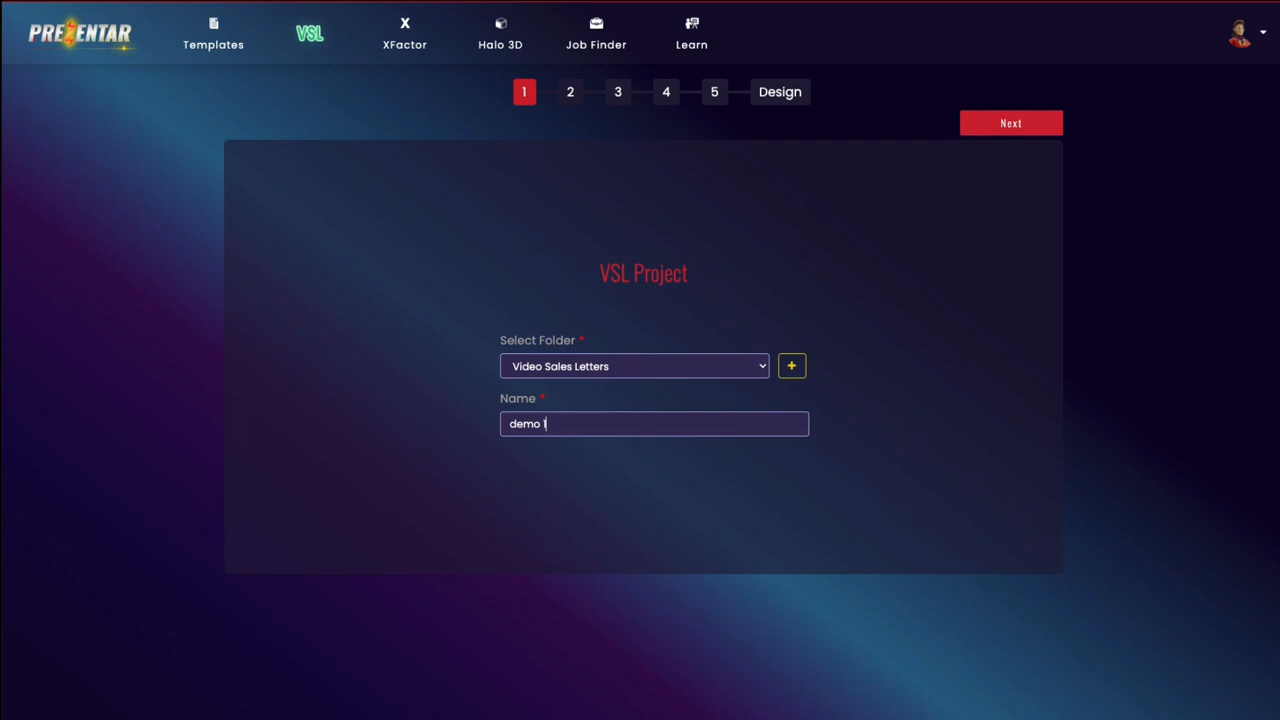 PREZENTAR
Templates
VSL
X
XFactor
Halo 3D
Job Finder
Learn
1 2 3 4 5 Design
Next
VSL Project
Select Folder *
Video Sales Letters
+
Name *
demo 1